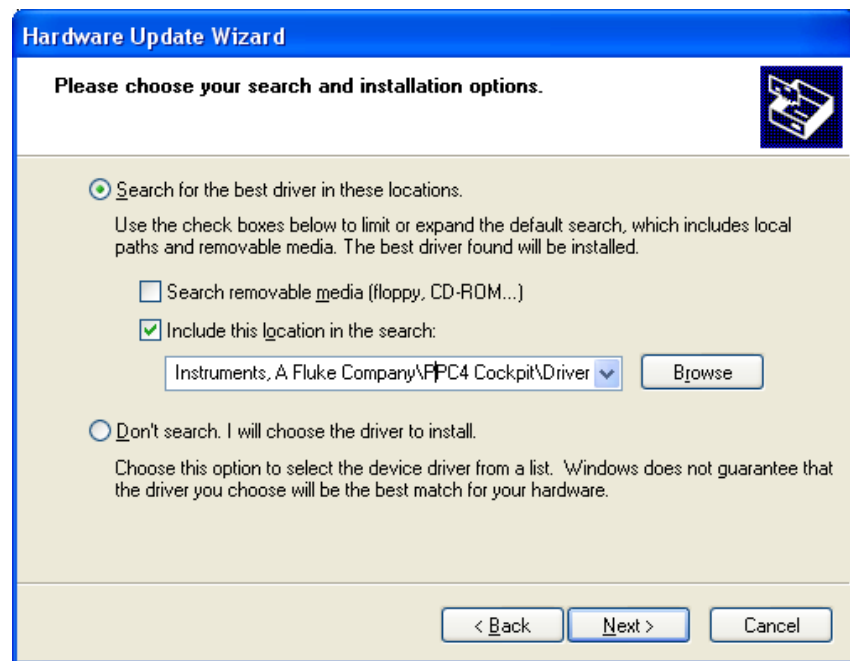 Hardware Update Wizard
Please choose your search and installation options.
Search for the best driver in these locations.
Use the check boxes below to limit or expand the default search, which includes local
paths and removable media. The best driver found will be installed.
Search removable media (floppy, CD-ROM...)
Include this location in the search:
Instruments, A Fluke Company\PPC4 Cockpit\Driver
Browse
Don't search. I will choose the driver to install.
Choose this option to select the device driver from a list. Windows does not guarantee that
the driver you choose will be the best match for your hardware.
< Back
Next >
Cancel